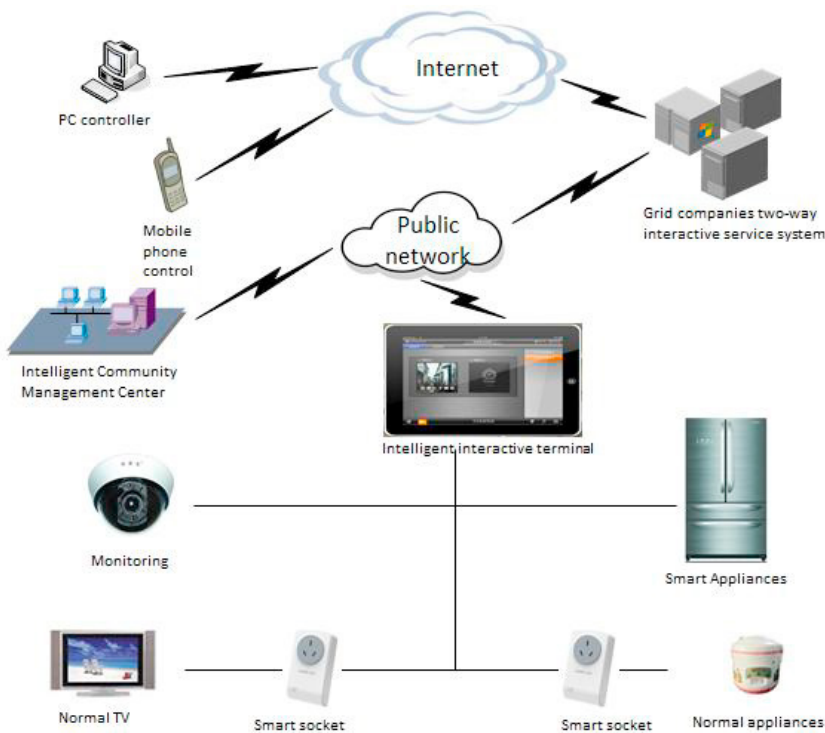 Internet
PC controller
Mobile
phone
control
Public
network
Grid companies two-way
interactive service system
Intelligent Community
Management Center
Intelligent interactive terminal
Monitoring
Smart Appliances
Normal TV
Smart socket
Smart socket
Normal appliances